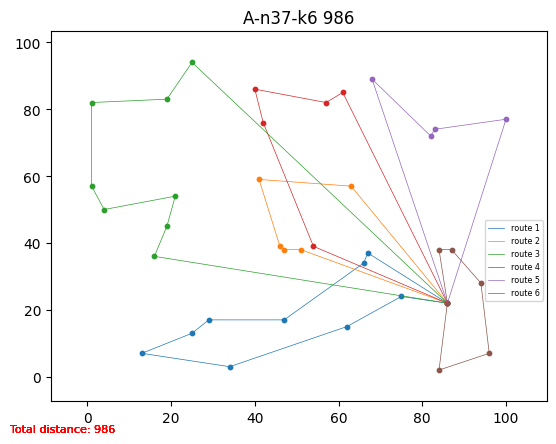 A-n37-k6 986
100
80
60
40
20
0
0 20 40 60 80 100
route 1
route 2
route 3
route 4
route 5
route 6
Total distance: 986